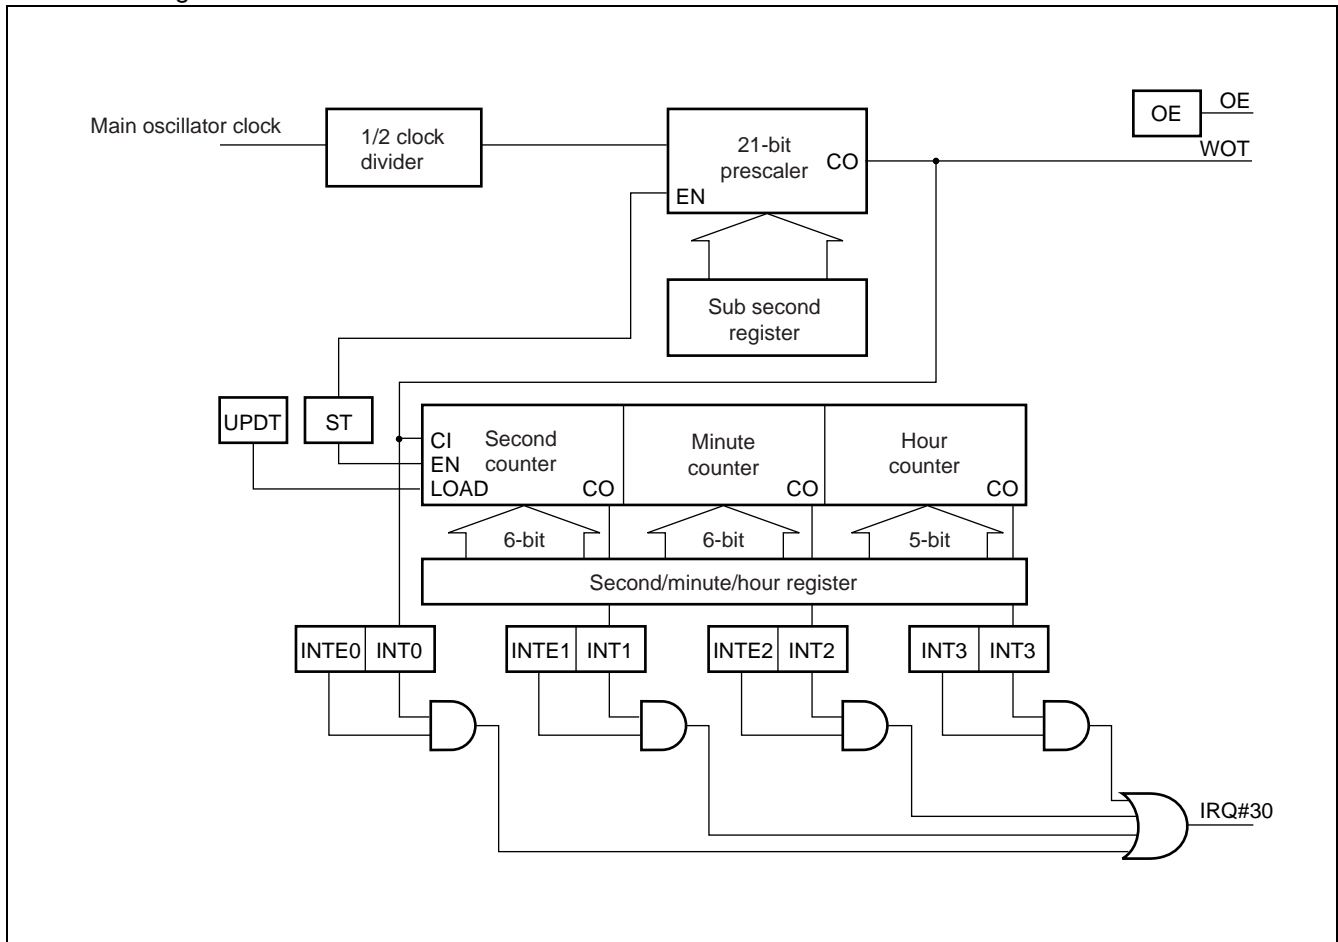 OE
OE
Main oscillator clock
1/2 clock
divider
21-bit
prescaler
CO
WOT
EN
Sub second
register
UPDT
ST
CI
EN
LOAD
Second
counter
CO
Minute
counter
CO
Hour
counter
CO
6-bit
6-bit
5-bit
Second/minute/hour register
INTE0 INT0
INTE1 INT1
INTE2 INT2
INT3 INT3
IRQ#30